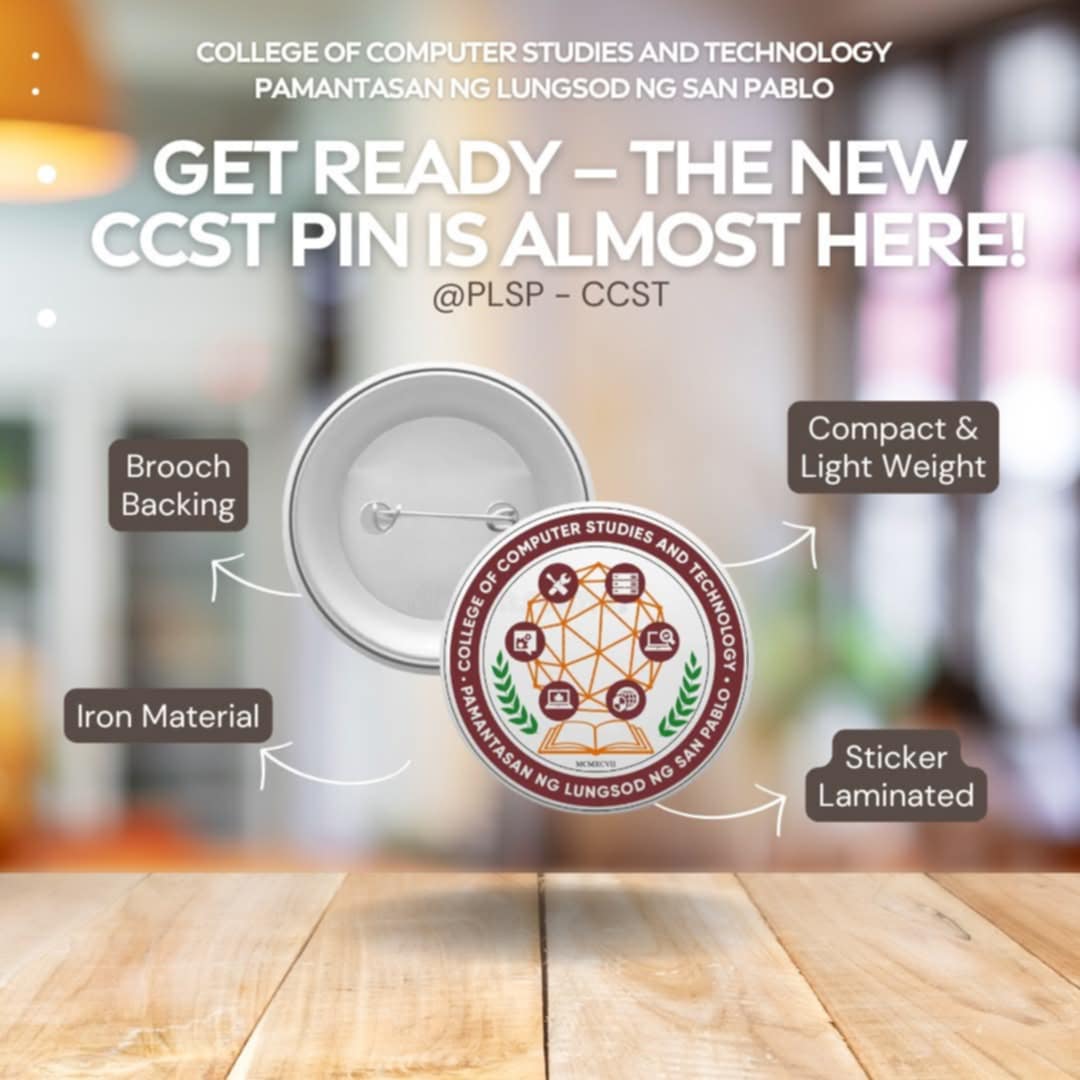 COLLEGE OF COMPUTER STUDIES AND TECHNOLOGY
PAMANTASAN NG LUNGSOD NG SAN PABLO
GET READY – THE NEW
CCST PIN IS ALMOST HERE!
@PLSP - CCST
Brooch
Backing
Compact &
Light Weight
Iron Material
Sticker
Laminated
• COLLEGE OF COMPUTER STUDIES AND TECHNOLOGY •
PAMANTASAN NG LUNGSOD NG SAN PABLO
MCMXCVII